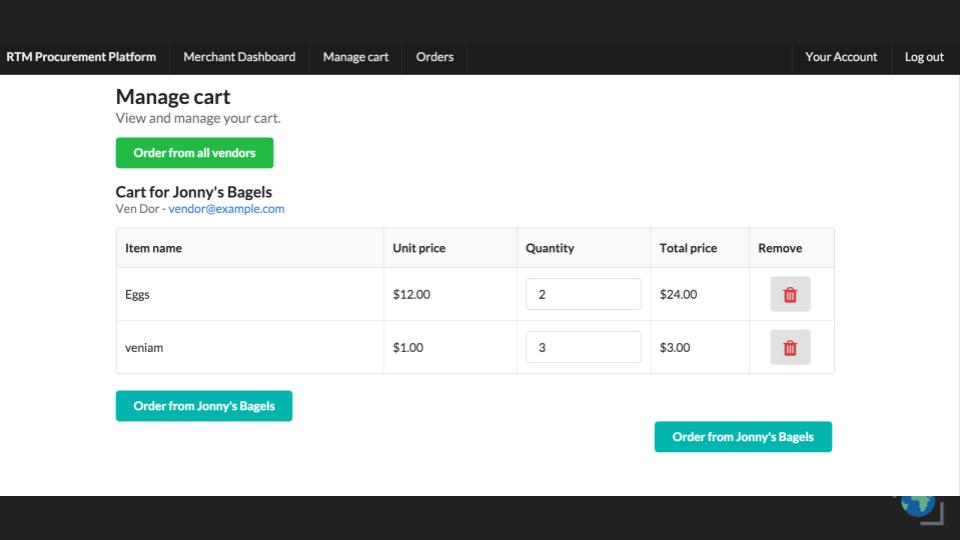 RTM Procurement Platform Merchant Dashboard Manage cart Orders Your Account Log out
Manage cart
View and manage your cart.
Order from all vendors
Cart for Jonny's Bagels
Ven Dor - vendor@example.com
Item name Unit price Quantity Total price Remove
Eggs $12.00 2 $24.00
veniam $1.00 3 $3.00
Order from Jonny's Bagels
Order from Jonny's Bagels